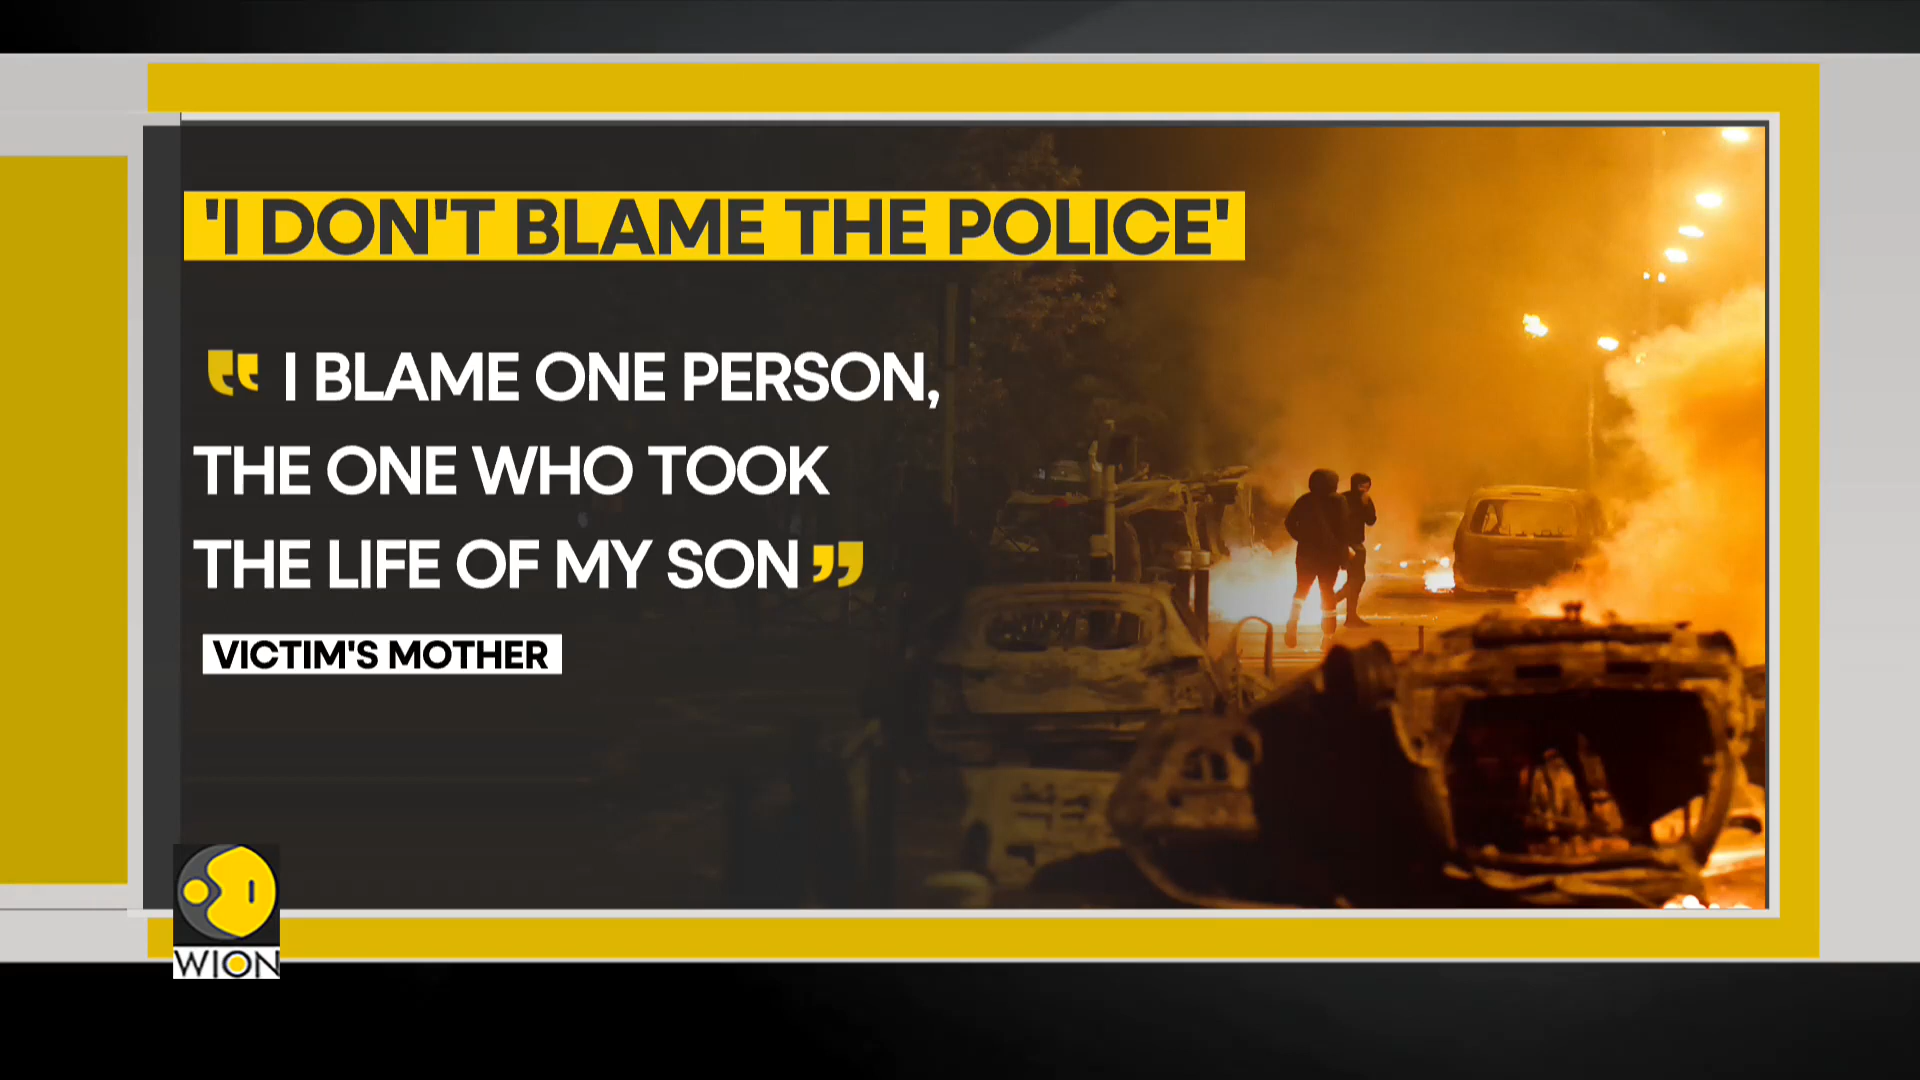 'I DON'T BLAME THE POLICE'
“ I BLAME ONE PERSON,
THE ONE WHO TOOK
THE LIFE OF MY SON ”
VICTIM'S MOTHER
WION